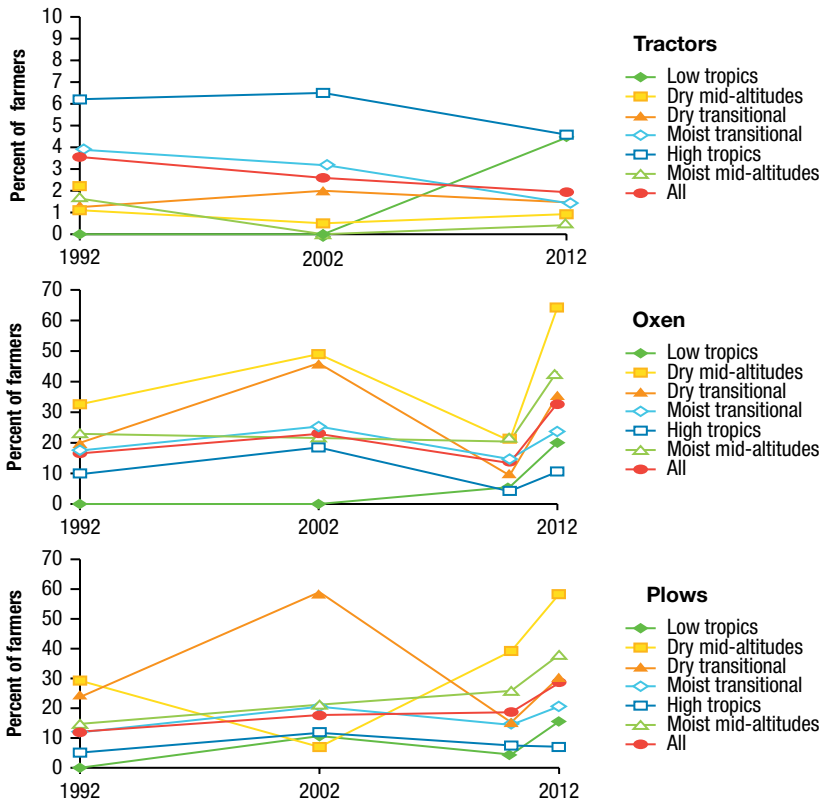 Percent of farmers
10
9
8
7
6
5
4
3
2
1
0
1992 2002 2012
Tractors
Low tropics
Dry mid-altitudes
Dry transitional
Moist transitional
High tropics
Moist mid-altitudes
All
Percent of farmers
70
60
50
40
30
20
10
0
1992 2002 2012
Oxen
Low tropics
Dry mid-altitudes
Dry transitional
Moist transitional
High tropics
Moist mid-altitudes
All
Percent of farmers
70
60
50
40
30
20
10
0
1992 2002 2012
Plows
Low tropics
Dry mid-altitudes
Dry transitional
Moist transitional
High tropics
Moist mid-altitudes
All